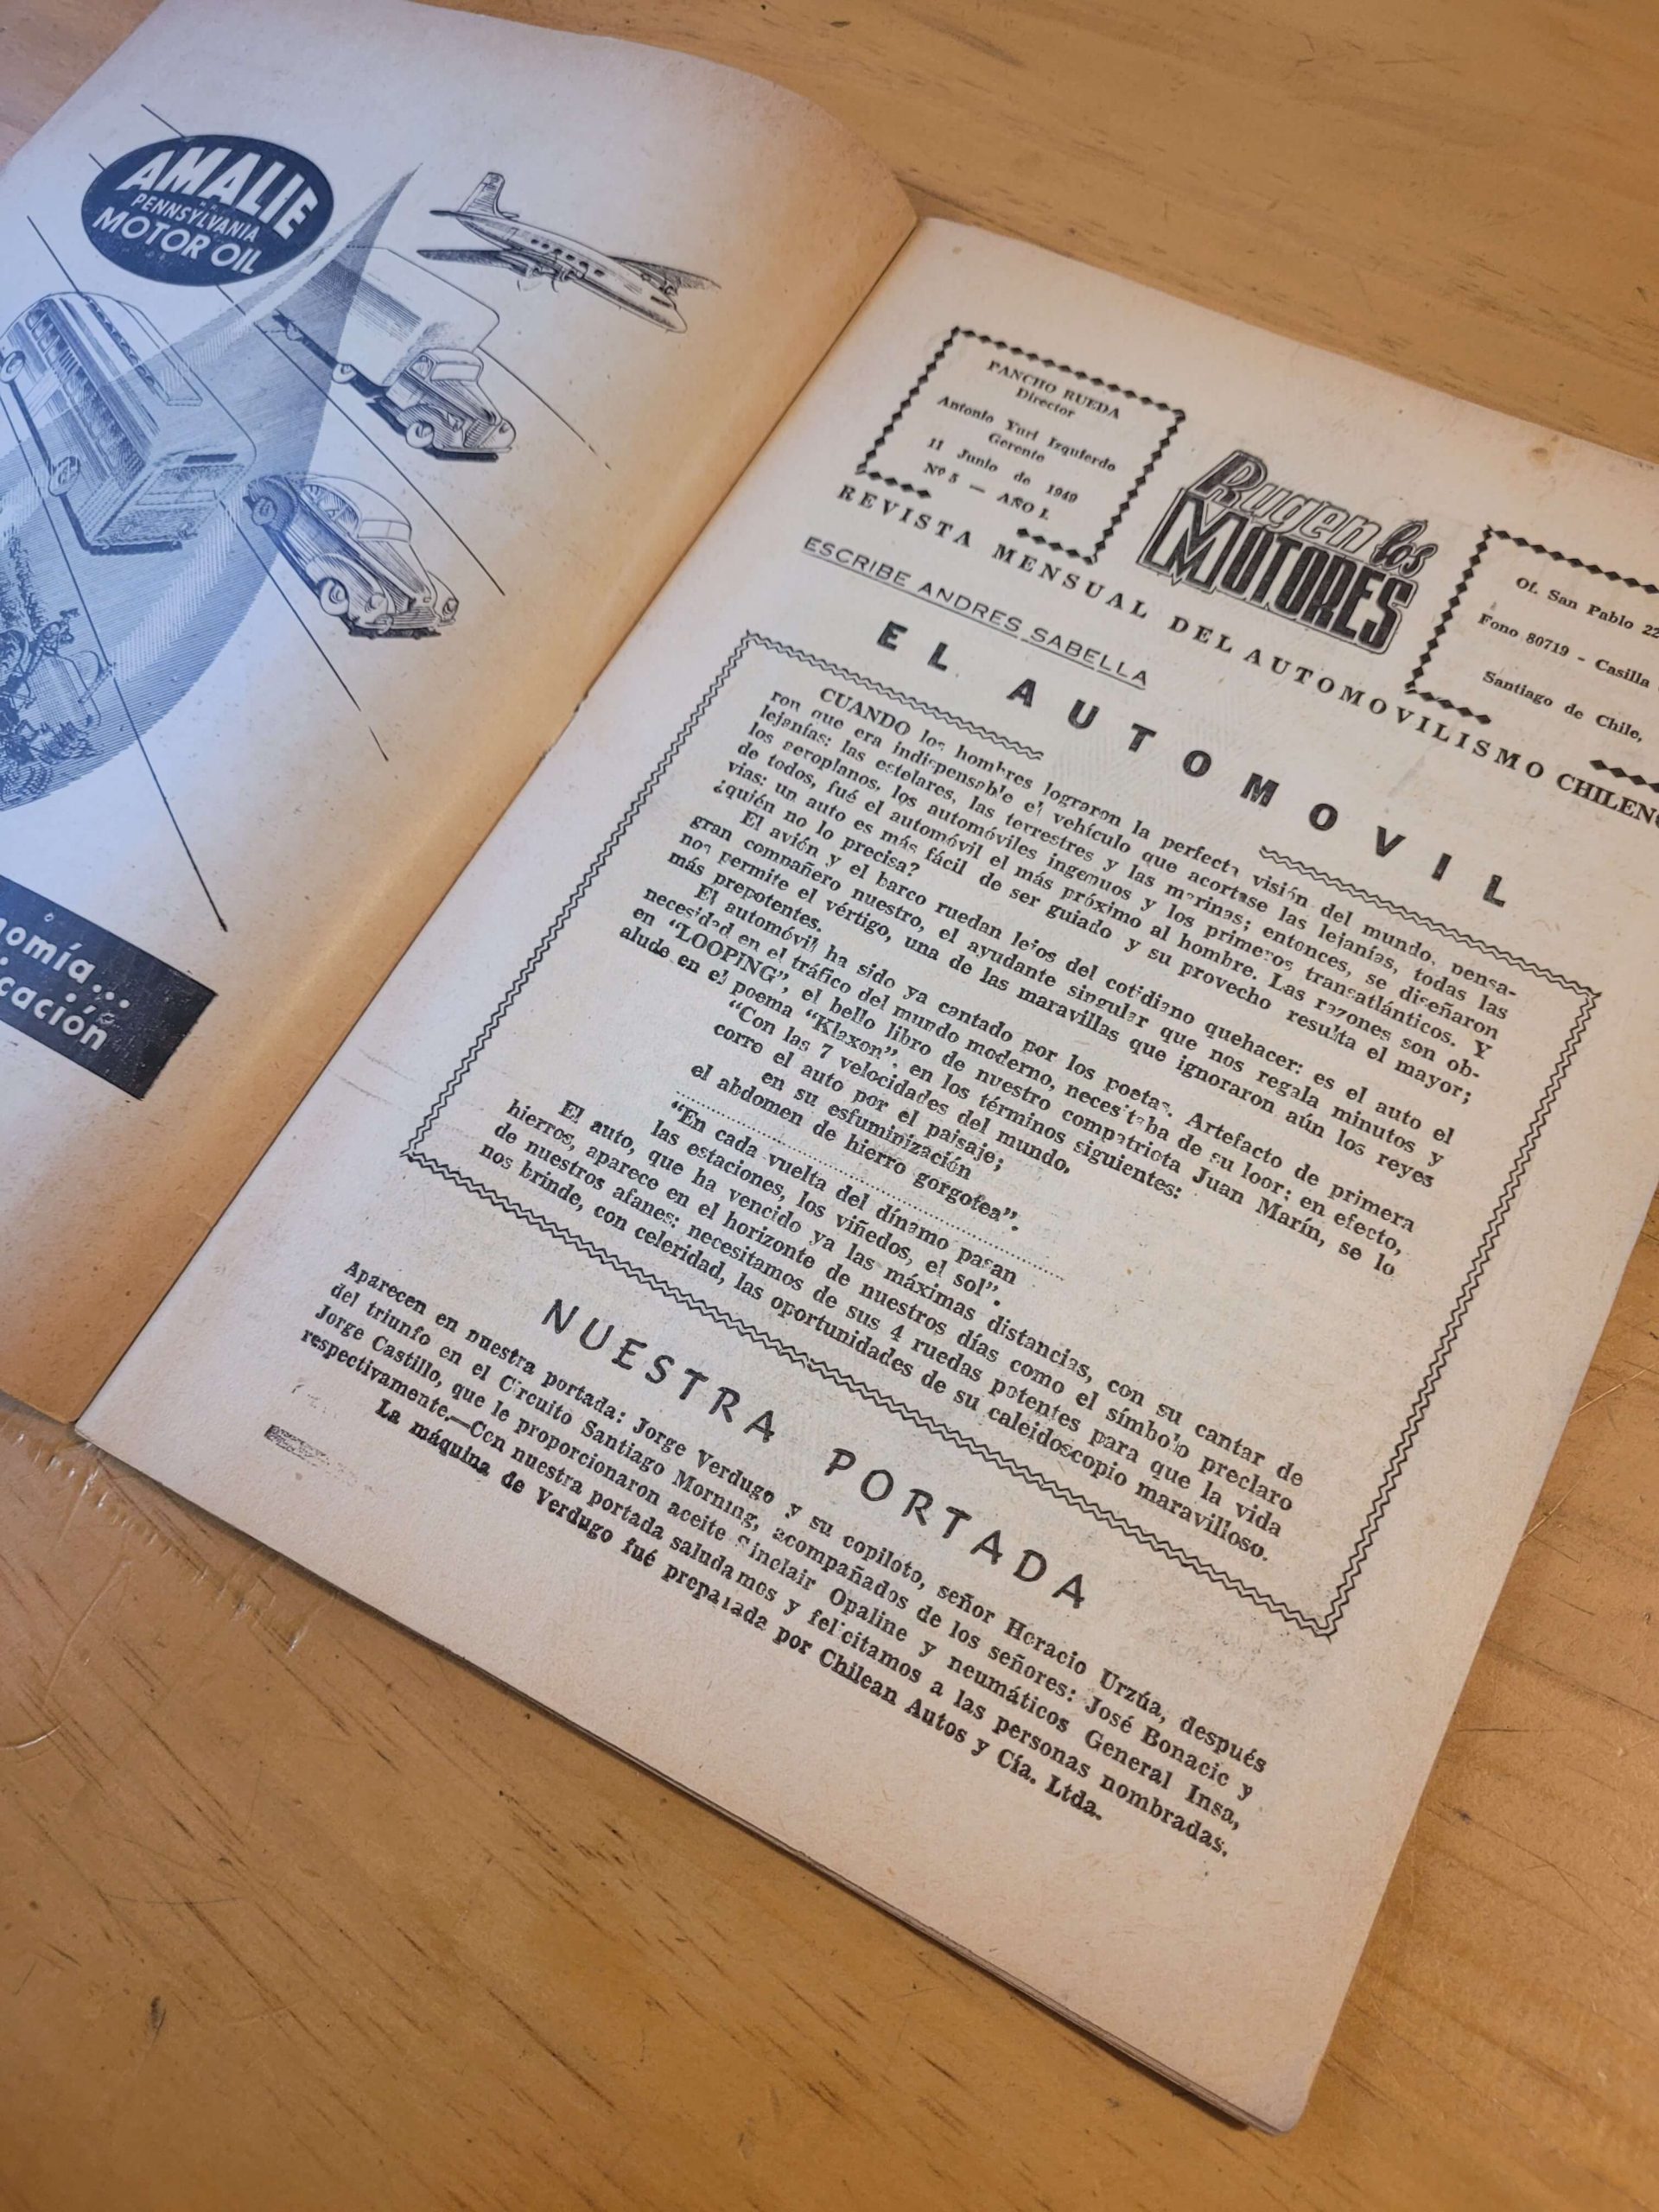 AMALIE
PENNSYLVANIA
MOTOR OIL
nomía...
cación
PANCHO RUEDA
Director
Antonio Yuri Izquierdo
Gerente
11 Junio de 1949
Nº 5 — AÑO I.
Rugen los
MOTORES
Of. San Pablo 22
Fono 80719 - Casilla
Santiago de Chile,
REVISTA MENSUAL DEL AUTOMOVILISMO CHILENO
ESCRIBE ANDRES SABELLA
EL AUTOMOVIL
CUANDO los hombres lograron la perfecta visión del mundo, pensa-
ron que era indispensable el vehículo que acortase las lejanías, todas las
lejanías: las estelares, las terrestres y las marinas; entonces, se diseñaron
los aeroplanos, los automóviles ingenuos y los primeros transatlánticos. Y
de todos, fué el automóvil el más próximo al hombre. Las razones son ob-
vias: un auto es más fácil de ser guiado y su provecho resulta el mayor;
¿quién no lo precisa?
El avión y el barco ruedan lejos del cotidiano quehacer: es el auto el
gran compañero nuestro, el ayudante singular que nos regala minutos y
nos permite el vértigo, una de las maravillas que ignoraron aún los reyes
más prepotentes.
El automóvil ha sido ya cantado por los poetas. Artefacto de primera
necesidad en el tráfico del mundo moderno, necesitaba de su loor: en efecto,
en "LOOPING", el bello libro de nuestro compatriota Juan Marín, se lo
alude en el poema "Klaxon", en los términos siguientes:
"Con las 7 velocidades del mundo,
corre el auto por el paisaje;
en su esfuminización
el abdomen de hierro gorgotea".
"En cada vuelta del dínamo pasan
las estaciones, los viñedos, el sol".
El auto, que ha vencido ya las máximas distancias, con su cantar de
hierros, aparece en el horizonte de nuestros días como el símbolo preclaro
de nuestros afanes: necesitamos de sus 4 ruedas potentes para que la vida
nos brinde, con celeridad, las oportunidades de su caleidoscopio maravilloso.
NUESTRA PORTADA
Aparecen en nuestra portada: Jorge Verdugo y su copiloto, señor Horacio Urzúa, después
del triunfo en el Circuito Santiago Morning, acompañados de los señores: José Bonacic y
Jorge Castillo, que le proporcionaron aceite Sinclair Opaline y neumáticos General Insa,
respectivamente.—Con nuestra portada saludamos y felicitamos a las personas nombradas.
La máquina de Verdugo fué preparada por Chilean Autos y Cía. Ltda.